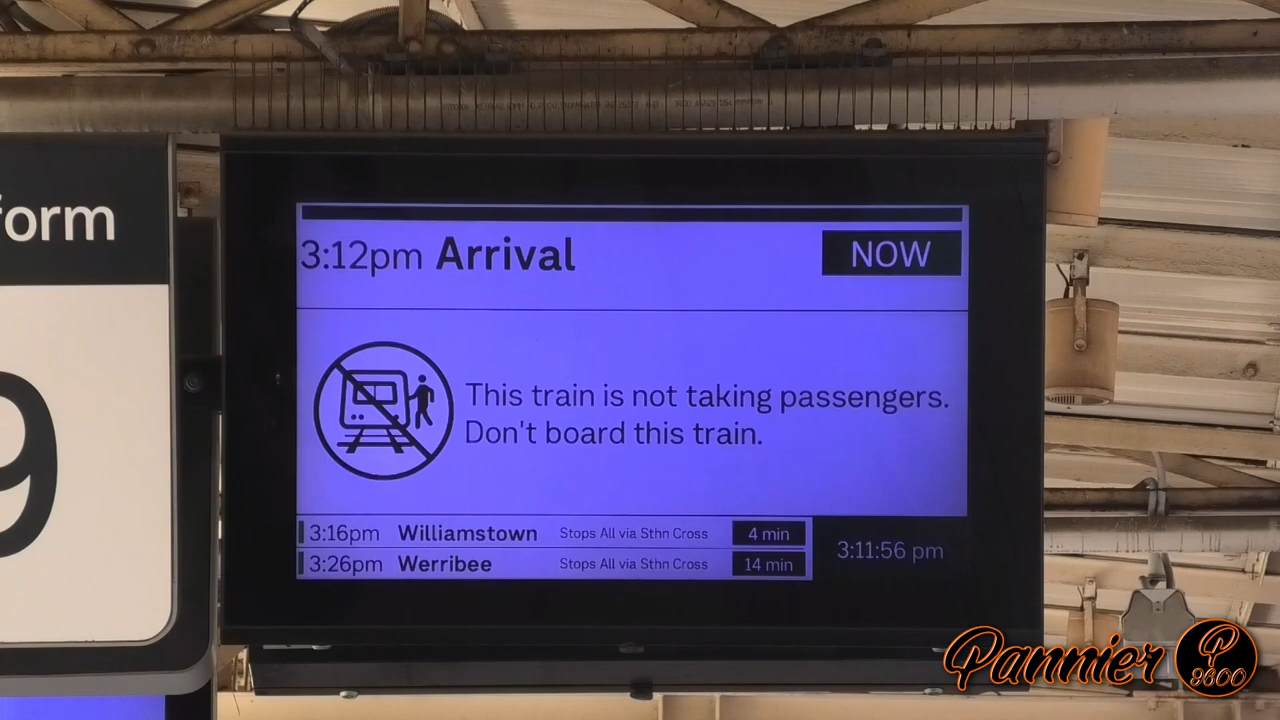 form
9
3:12pm Arrival NOW
This train is not taking passengers.
Don't board this train.
3:16pm Williamstown Stops All via Sthn Cross 4 min
3:26pm Werribee Stops All via Sthn Cross 14 min
3:11:56 pm
Pannier
P
3600